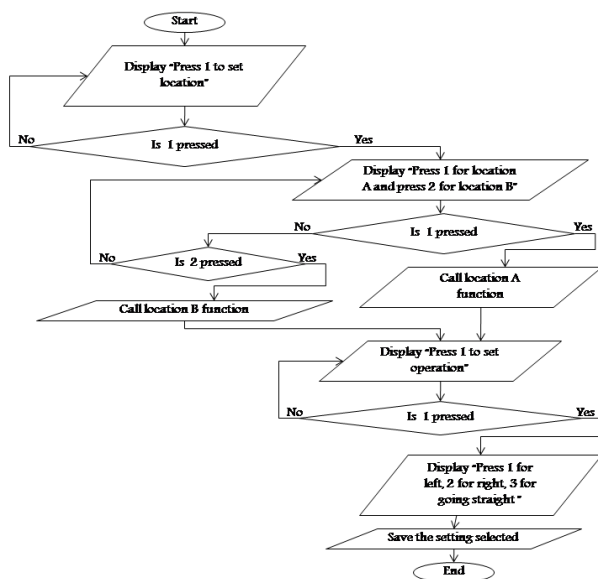 Start
Display “Press 1 to set
location”
No
Is 1 pressed
Yes
Display “Press 1 for location
A and press 2 for location B”
No
Is 1 pressed
Yes
No
Is 2 pressed
Yes
Call location A
function
Call location B function
Display “Press 1 to set
operation”
No
Is 1 pressed
Yes
Display “Press 1 for
left, 2 for right, 3 for
going straight ”
Save the setting selected
End